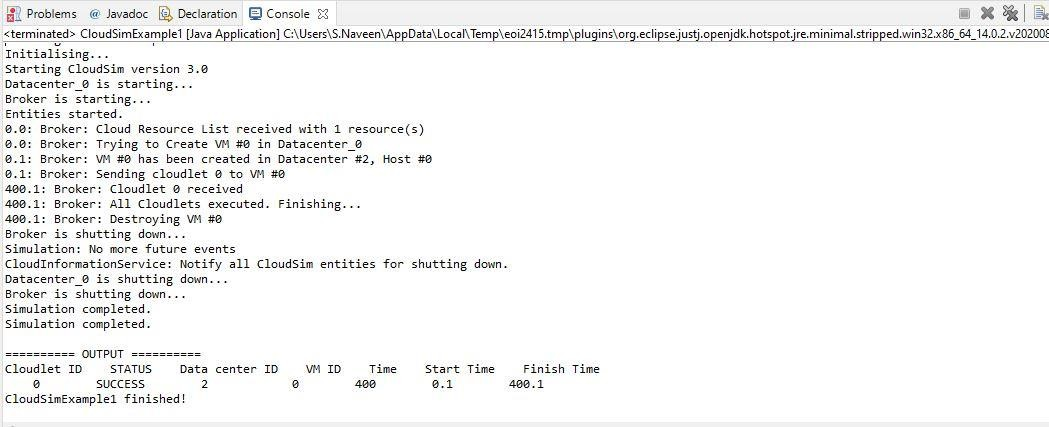 Problems @ Javadoc Declaration Console
<terminated> CloudSimExample1 [Java Application] C:\Users\S.Naveen\AppData\Local\Temp\eoi2415.tmp\plugins\org.eclipse.justj.openjdk.hotspot.jre.minimal.stripped.win32.x86_64_14.0.2.v202008
Initialising...
Starting CloudSim version 3.0
Datacenter_0 is starting...
Broker is starting...
Entities started.
0.0: Broker: Cloud Resource List received with 1 resource(s)
0.0: Broker: Trying to Create VM #0 in Datacenter_0
0.1: Broker: VM #0 has been created in Datacenter #2, Host #0
0.1: Broker: Sending cloudlet 0 to VM #0
400.1: Broker: Cloudlet 0 received
400.1: Broker: All Cloudlets executed. Finishing...
400.1: Broker: Destroying VM #0
Broker is shutting down...
Simulation: No more future events
CloudInformationService: Notify all CloudSim entities for shutting down.
Datacenter_0 is shutting down...
Broker is shutting down...
Simulation completed.
Simulation completed.
========== OUTPUT ==========
Cloudlet ID    STATUS    Data center ID    VM ID    Time    Start Time    Finish Time
0    SUCCESS    2    0    400    0.1    400.1
CloudSimExample1 finished!